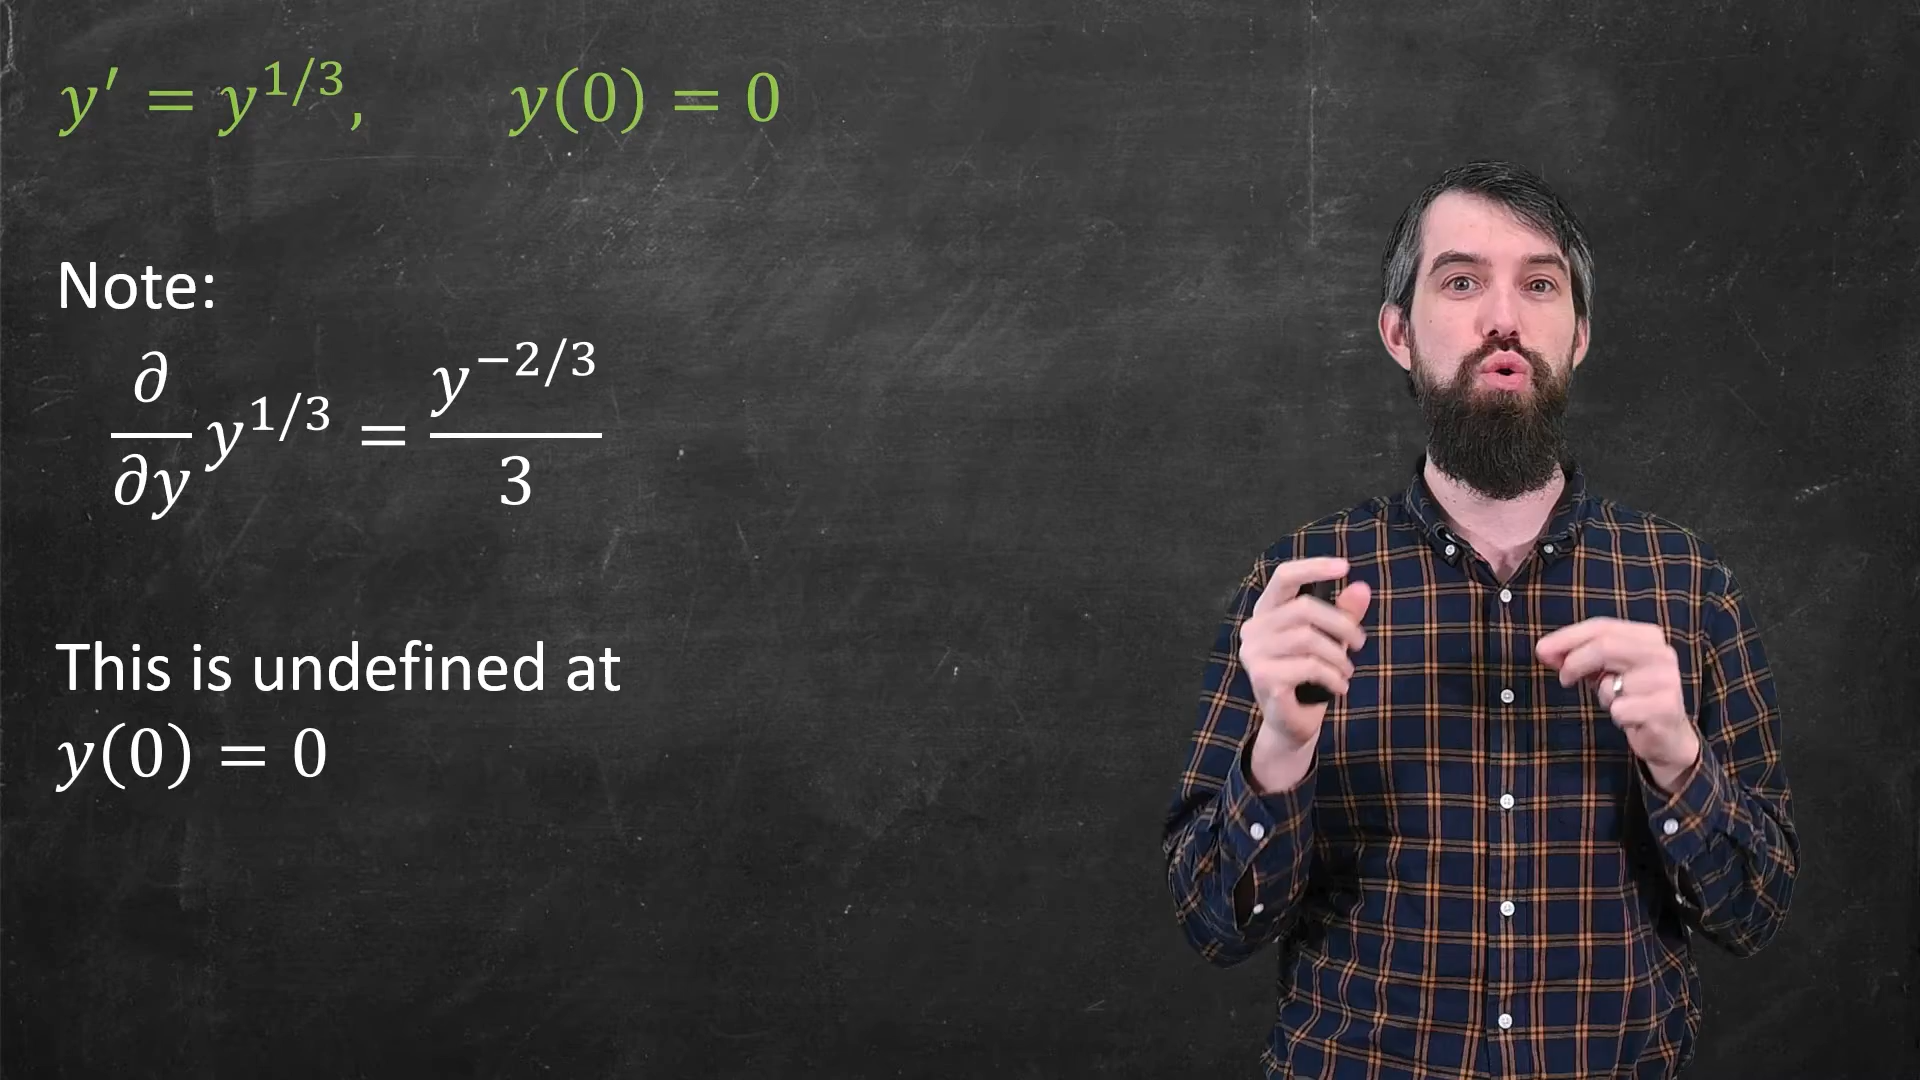 y′ = y^{1/3}, y(0) = 0
Note:
∂/∂y y^{1/3} = y^{−2/3}/3
This is undefined at
y(0) = 0